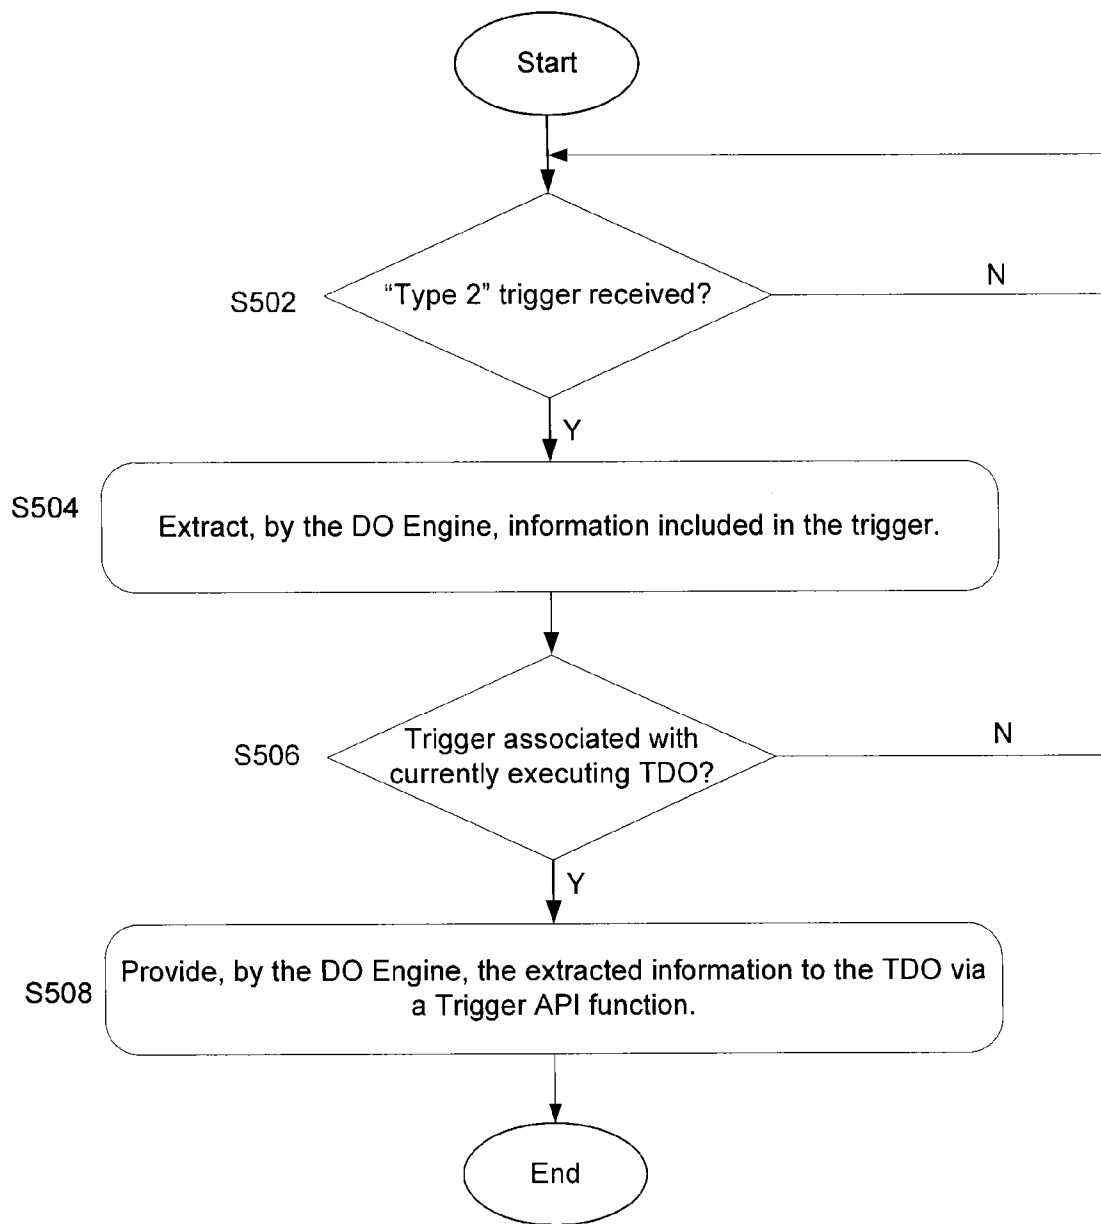 Start
"Type 2" trigger received?
N
S502
Y
S504
Extract, by the DO Engine, information included in the trigger.
Trigger associated with
currently executing TDO?
N
S506
Y
Provide, by the DO Engine, the extracted information to the TDO via
a Trigger API function.
S508
End